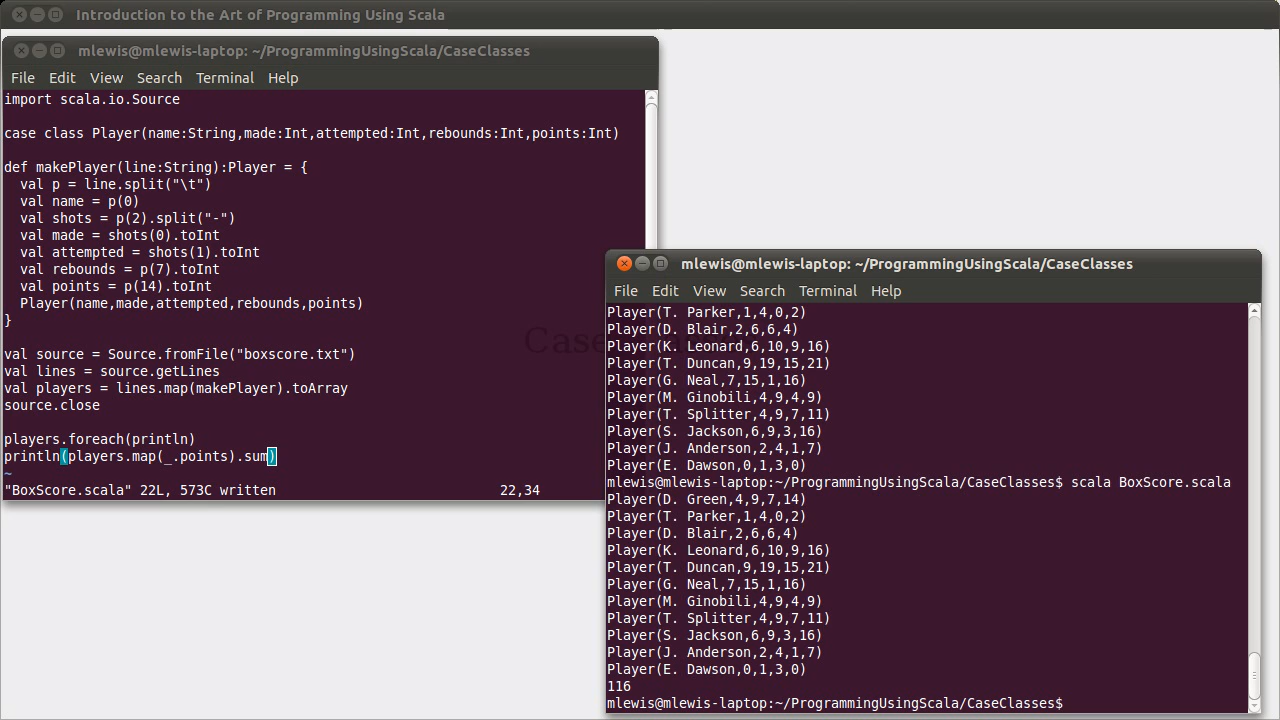 Introduction to the Art of Programming Using Scala
mlewis@mlewis-laptop: ~/ProgrammingUsingScala/CaseClasses
File Edit View Search Terminal Help
import scala.io.Source
case class Player(name:String,made:Int,attempted:Int,rebounds:Int,points:Int)
def makePlayer(line:String):Player = {
  val p = line.split("\t")
  val name = p(0)
  val shots = p(2).split("-")
  val made = shots(0).toInt
  val attempted = shots(1).toInt
  val rebounds = p(7).toInt
  val points = p(14).toInt
  Player(name,made,attempted,rebounds,points)
}
val source = Source.fromFile("boxscore.txt")
val lines = source.getLines
val players = lines.map(makePlayer).toArray
source.close
players.foreach(println)
println(players.map(_.points).sum)
~
"BoxScore.scala" 22L, 573C written 22,34
mlewis@mlewis-laptop: ~/ProgrammingUsingScala/CaseClasses
File Edit View Search Terminal Help
Player(T. Parker,1,4,0,2)
Player(D. Blair,2,6,6,4)
Player(K. Leonard,6,10,9,16)
Player(T. Duncan,9,19,15,21)
Player(G. Neal,7,15,1,16)
Player(M. Ginobili,4,9,4,9)
Player(T. Splitter,4,9,7,11)
Player(S. Jackson,6,9,3,16)
Player(J. Anderson,2,4,1,7)
Player(E. Dawson,0,1,3,0)
mlewis@mlewis-laptop:~/ProgrammingUsingScala/CaseClasses$ scala BoxScore.scala
Player(D. Green,4,9,7,14)
Player(T. Parker,1,4,0,2)
Player(D. Blair,2,6,6,4)
Player(K. Leonard,6,10,9,16)
Player(T. Duncan,9,19,15,21)
Player(G. Neal,7,15,1,16)
Player(M. Ginobili,4,9,4,9)
Player(T. Splitter,4,9,7,11)
Player(S. Jackson,6,9,3,16)
Player(J. Anderson,2,4,1,7)
Player(E. Dawson,0,1,3,0)
116
mlewis@mlewis-laptop:~/ProgrammingUsingScala/CaseClasses$